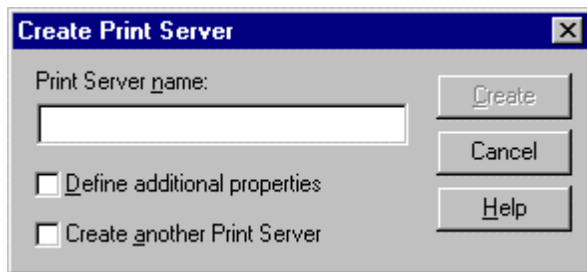 Create Print Server
Print Server name:
Create
Cancel
Define additional properties
Help
Create another Print Server